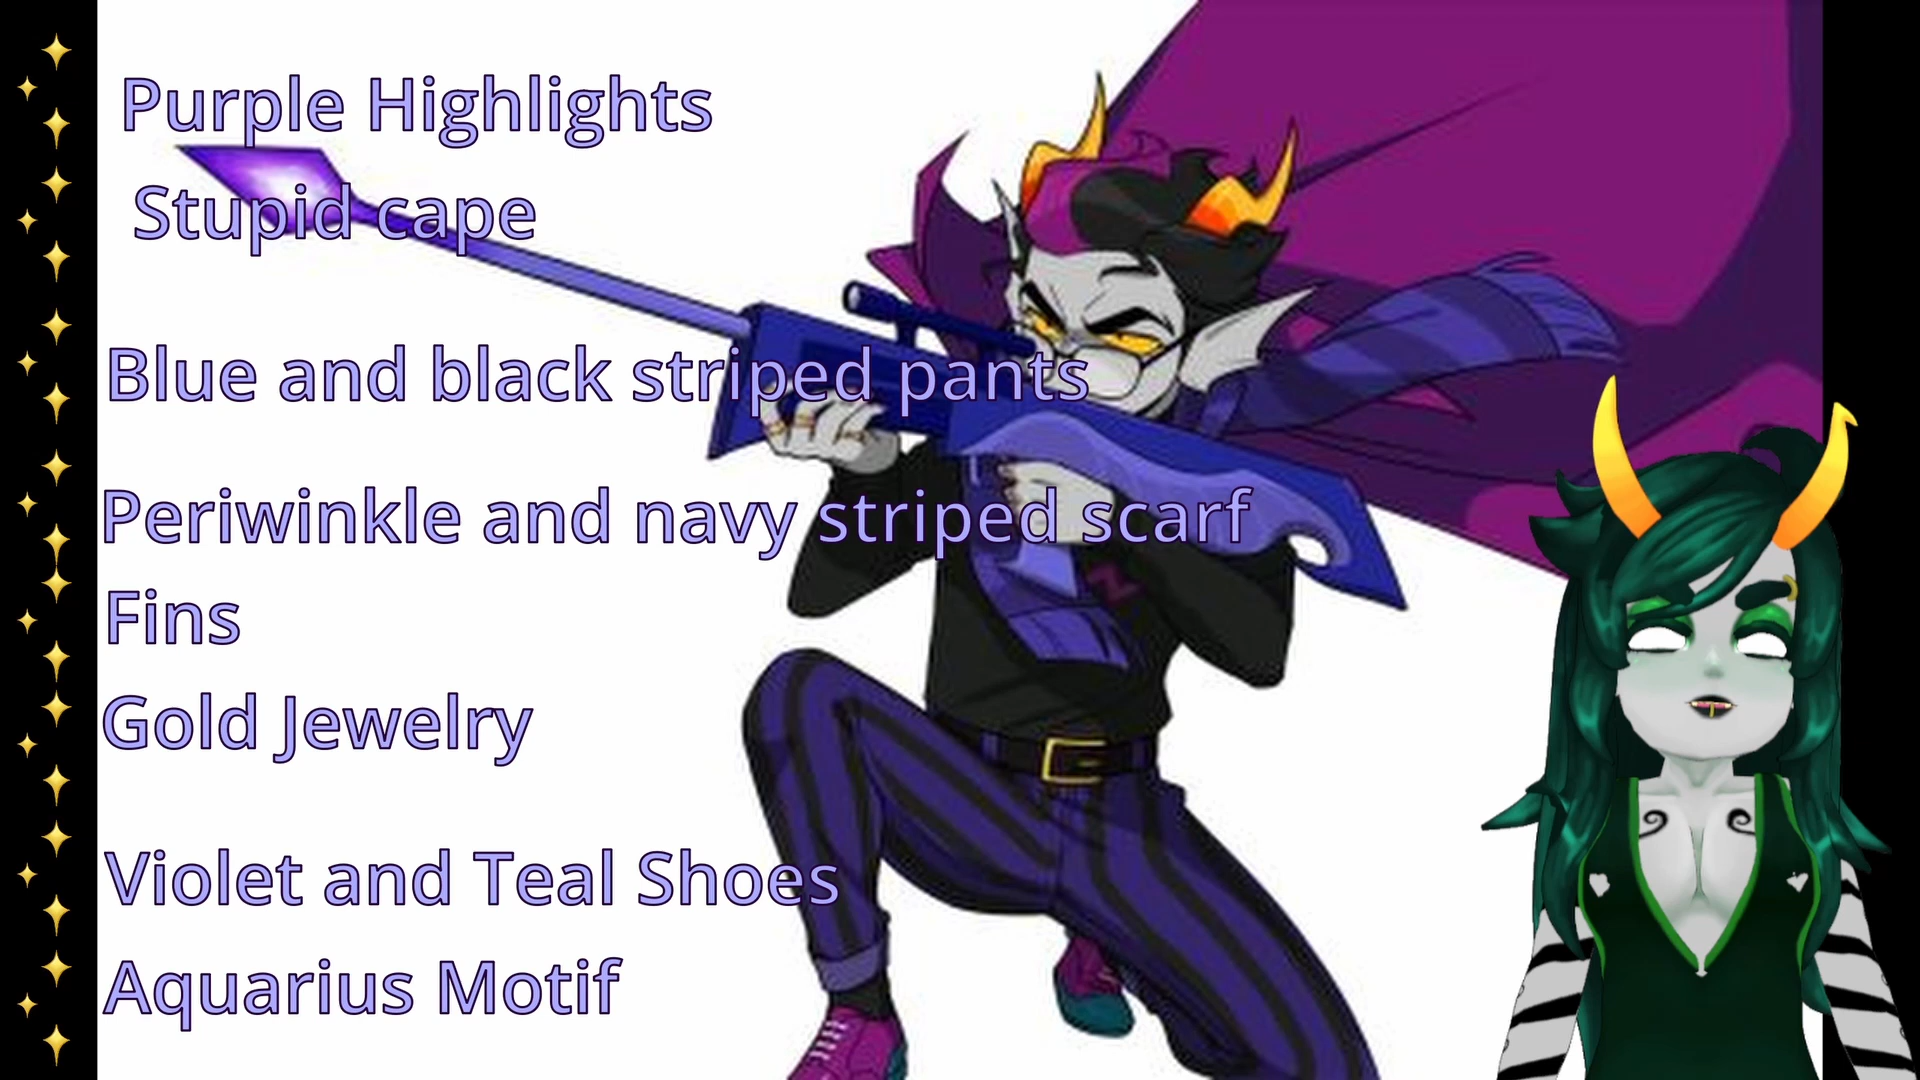 Purple Highlights
Stupid cape
Blue and black striped pants
Periwinkle and navy striped scarf
Fins
Gold Jewelry
Violet and Teal Shoes
Aquarius Motif